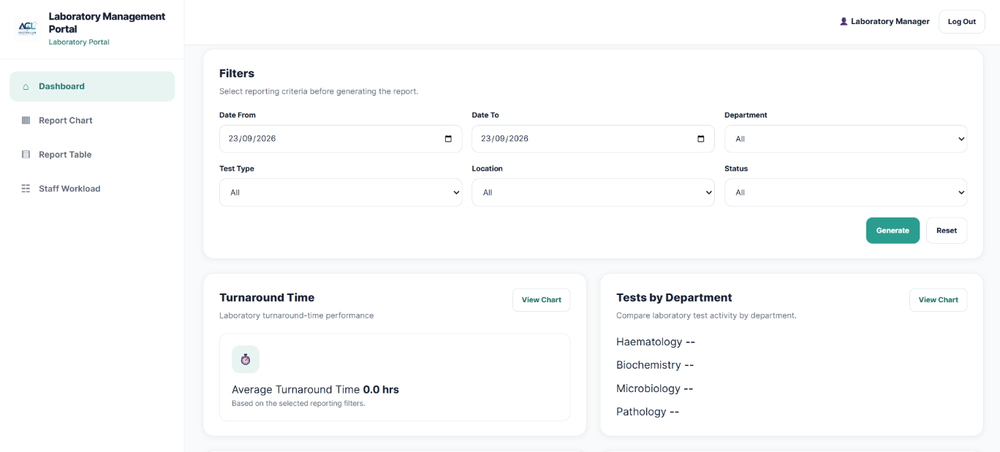 ACL
AUSTRALIAN
Laboratory Management
Portal
Laboratory Portal
Laboratory Manager
Log Out
Dashboard
Report Chart
Report Table
Staff Workload
Filters
Select reporting criteria before generating the report.
Date From
Date To
Department
23/09/2026
23/09/2026
All
Test Type
Location
Status
All
All
All
Generate
Reset
Turnaround Time
View Chart
Laboratory turnaround-time performance
Average Turnaround Time 0.0 hrs
Based on the selected reporting filters.
Tests by Department
View Chart
Compare laboratory test activity by department.
Haematology --
Biochemistry --
Microbiology --
Pathology --